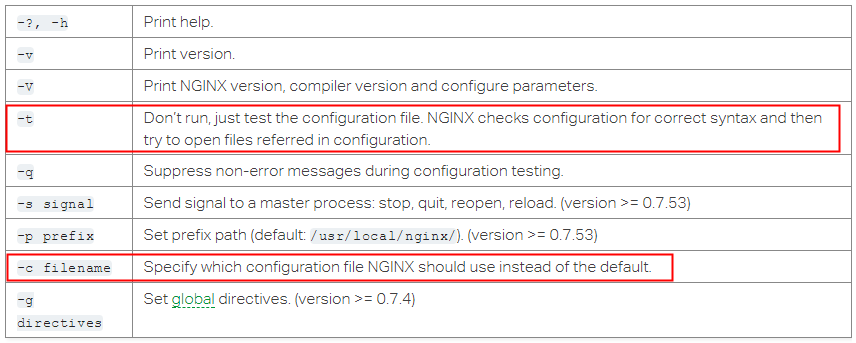 -?, -h Print help.
-v Print version.
-V Print NGINX version, compiler version and configure parameters.
-t Don't run, just test the configuration file. NGINX checks configuration for correct syntax and then
try to open files referred in configuration.
-q Suppress non-error messages during configuration testing.
-s signal Send signal to a master process: stop, quit, reopen, reload. (version >= 0.7.53)
-p prefix Set prefix path (default: /usr/local/nginx/). (version >= 0.7.53)
-c filename Specify which configuration file NGINX should use instead of the default.
-g Set global directives. (version >= 0.7.4)
directives